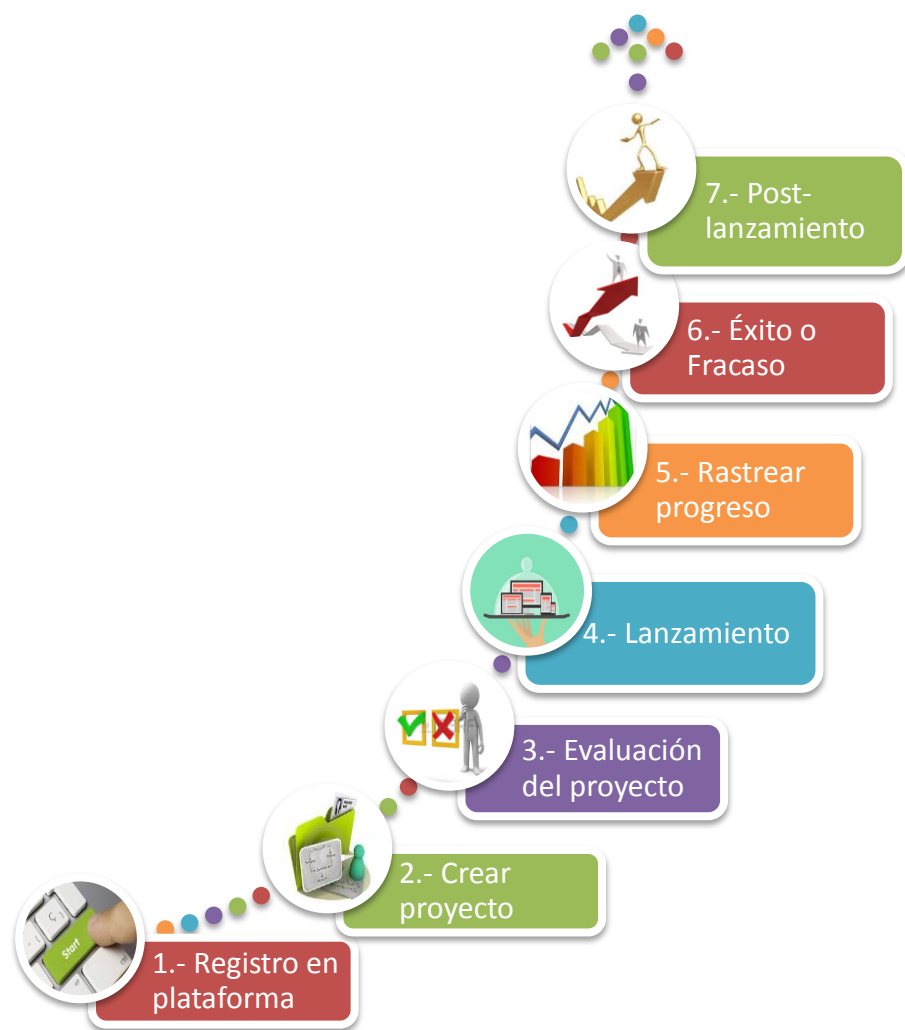 7.- Post-
lanzamiento
6.- Éxito o
Fracaso
5.- Rastrear
progreso
4.- Lanzamiento
3.- Evaluación
del proyecto
2.- Crear
proyecto
Start
1.- Registro en
plataforma